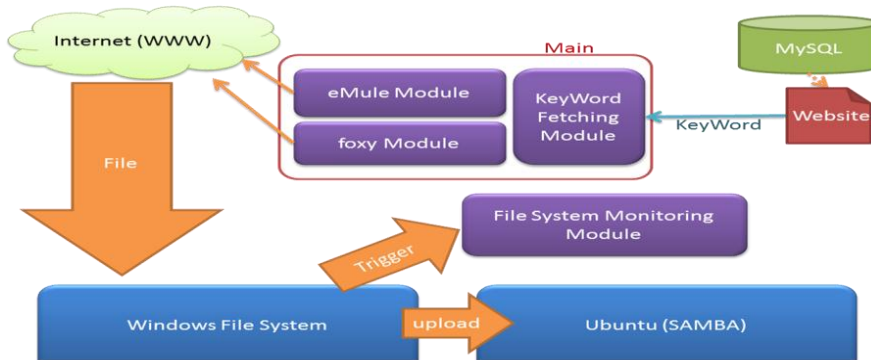 Internet (WWW)
Main
MySQL
eMule Module
KeyWord
Fetching
Module
foxy Module
KeyWord
Website
File
File System Monitoring
Module
Trigger
Windows File System
upload
Ubuntu (SAMBA)